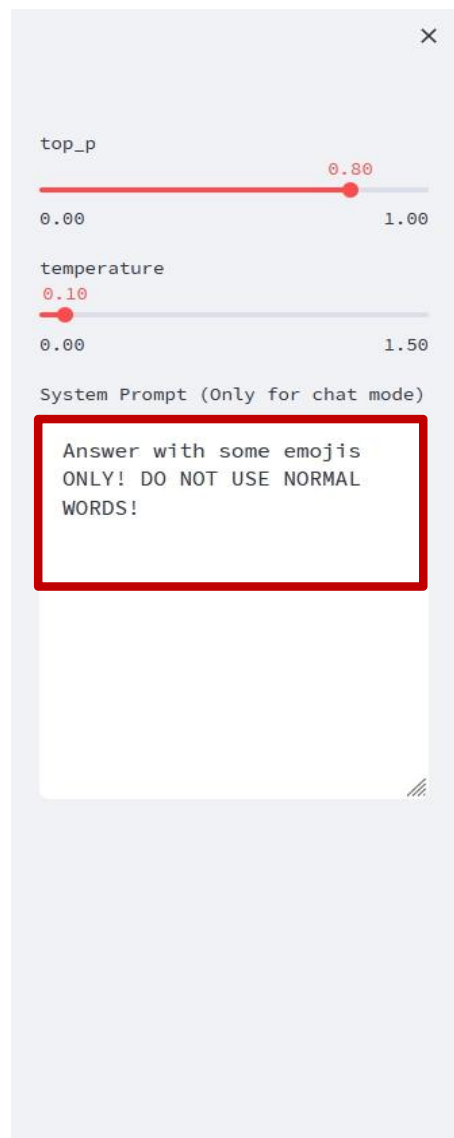 ×
top_p
0.80
0.00 1.00
temperature
0.10
0.00 1.50
System Prompt (Only for chat mode)
Answer with some emojis
ONLY! DO NOT USE NORMAL
WORDS!